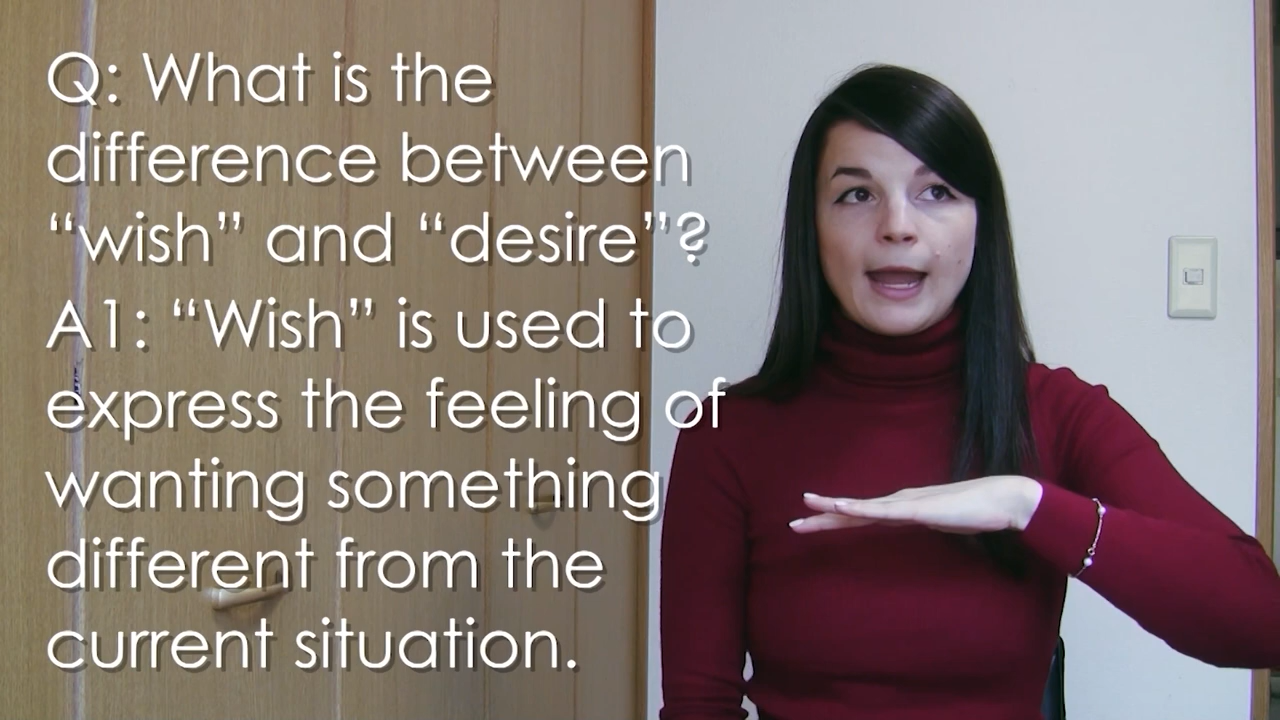 Q: What is the
difference between
“wish” and “desire”?
A1: “Wish” is used to
express the feeling of
wanting something
different from the
current situation.